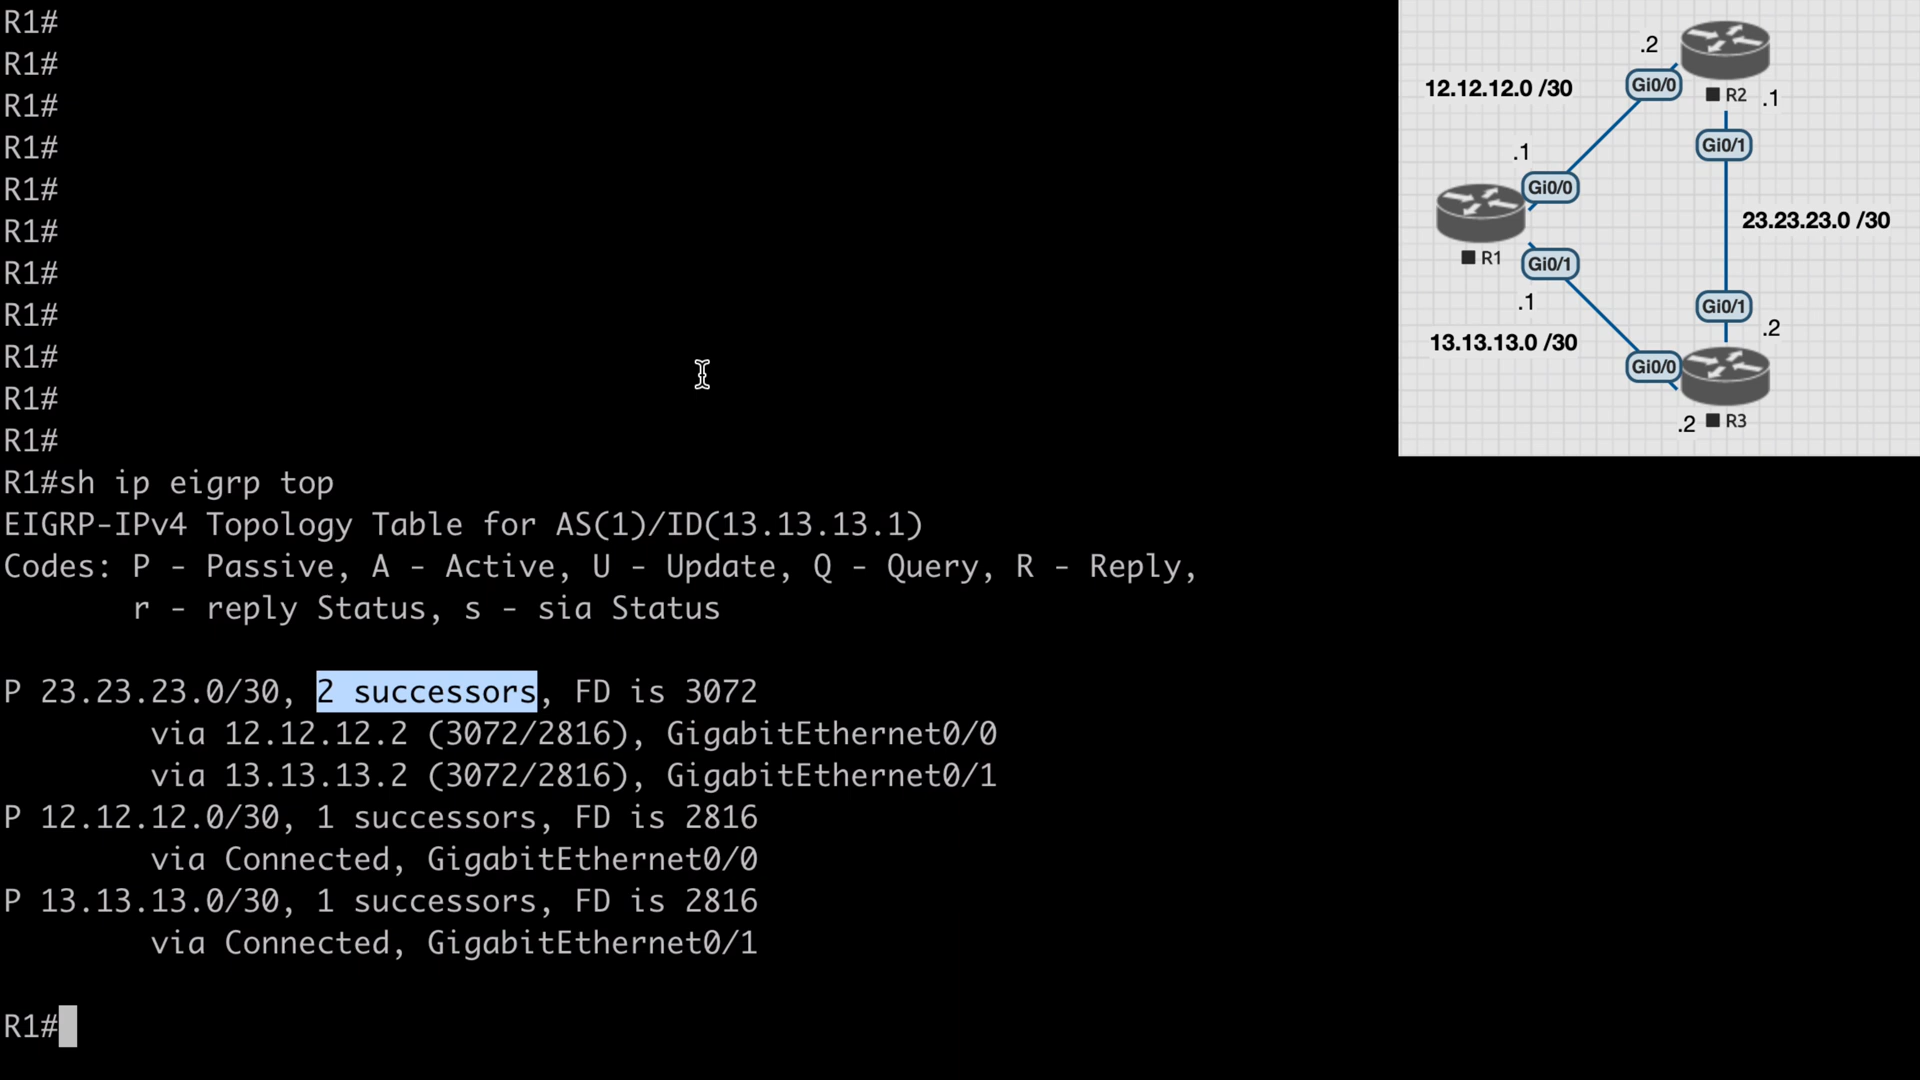 R1#
R1#
R1#
R1#
R1#
R1#
R1#
R1#
R1#
R1#
R1#
R1#sh ip eigrp top
EIGRP-IPv4 Topology Table for AS(1)/ID(13.13.13.1)
Codes: P - Passive, A - Active, U - Update, Q - Query, R - Reply,
r - reply Status, s - sia Status
P 23.23.23.0/30, 2 successors, FD is 3072
via 12.12.12.2 (3072/2816), GigabitEthernet0/0
via 13.13.13.2 (3072/2816), GigabitEthernet0/1
P 12.12.12.0/30, 1 successors, FD is 2816
via Connected, GigabitEthernet0/0
P 13.13.13.0/30, 1 successors, FD is 2816
via Connected, GigabitEthernet0/1
R1#
.2
12.12.12.0 /30
Gi0/0
R2
.1
Gi0/1
.1
Gi0/0
23.23.23.0 /30
R1
Gi0/1
.1
Gi0/1
.2
13.13.13.0 /30
Gi0/0
.2
R3